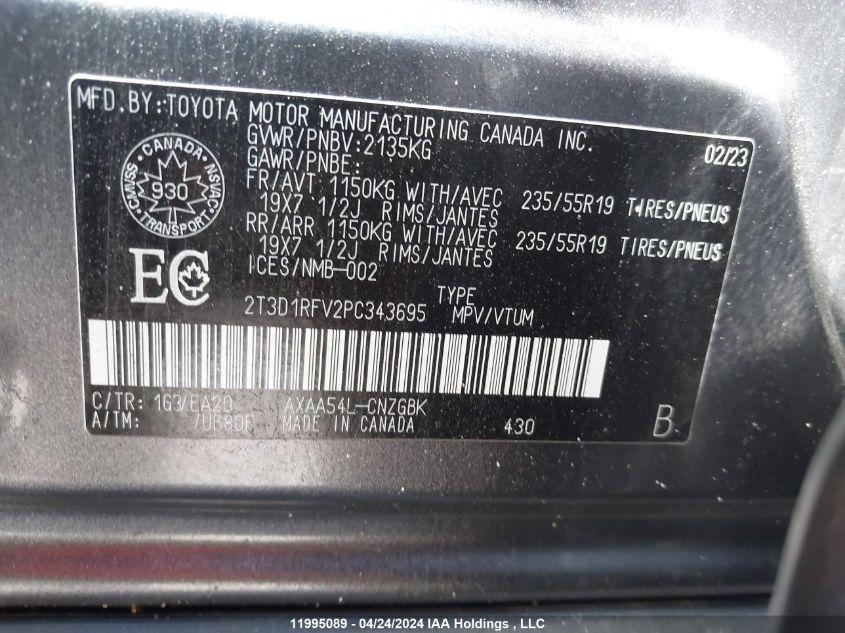 MFD.BY:TOYOTA MOTOR MANUFACTURING CANADA INC.
02/23
GVWR/PNBV:2135KG
GAWR/PNBE:
FR/AVT 1150KG WITH/AVEC 235/55R19 TIRES/PNEUS
19X7 1/2J RIMS/JANTES
RR/ARR 1150KG WITH/AVEC 235/55R19 TIRES/PNEUS
19X7 1/2J RIMS/JANTES
ICES/NMB-002
CANADA
CMVSS 930 NSVAC
TRANSPORT
EC
TYPE
2T3D1RFV2PC343695 MPV/VTUM
C/TR: 1G3/EA20 AXAA54L-CNZGBK
A/TM: /UB80F MADE IN CANADA 430 B
11995089 - 04/24/2024 IAA Holdings , LLC